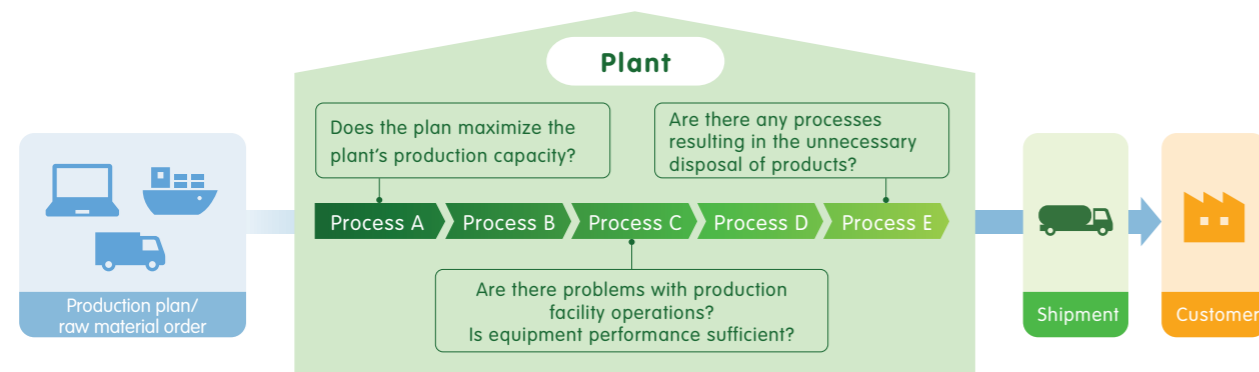 Plant
Does the plan maximize the
plant's production capacity?
Are there any processes
resulting in the unnecessary
disposal of products?
Process A
Process B
Process C
Process D
Process E
Are there problems with production
facility operations?
Is equipment performance sufficient?
Production plan/
raw material order
Shipment
Customer